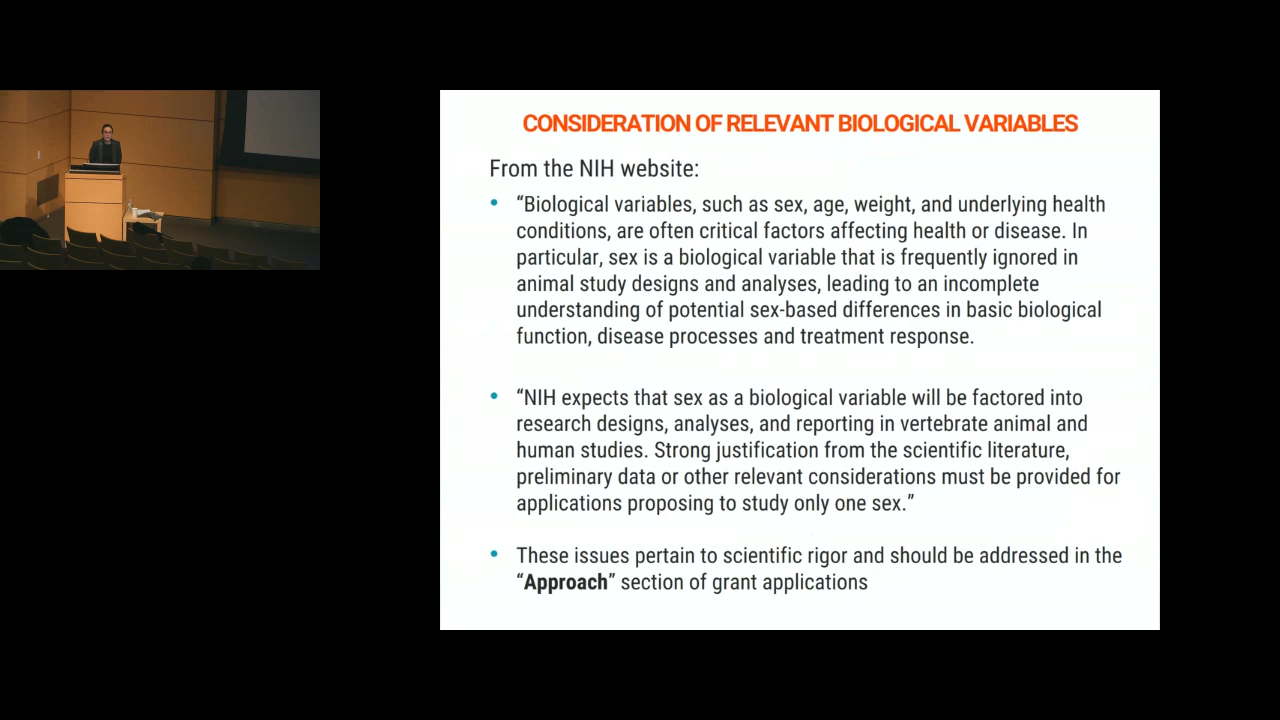 CONSIDERATION OF RELEVANT BIOLOGICAL VARIABLES
From the NIH website:
• “Biological variables, such as sex, age, weight, and underlying health
conditions, are often critical factors affecting health or disease. In
particular, sex is a biological variable that is frequently ignored in
animal study designs and analyses, leading to an incomplete
understanding of potential sex-based differences in basic biological
function, disease processes and treatment response.
• “NIH expects that sex as a biological variable will be factored into
research designs, analyses, and reporting in vertebrate animal and
human studies. Strong justification from the scientific literature,
preliminary data or other relevant considerations must be provided for
applications proposing to study only one sex.”
• These issues pertain to scientific rigor and should be addressed in the
“Approach” section of grant applications